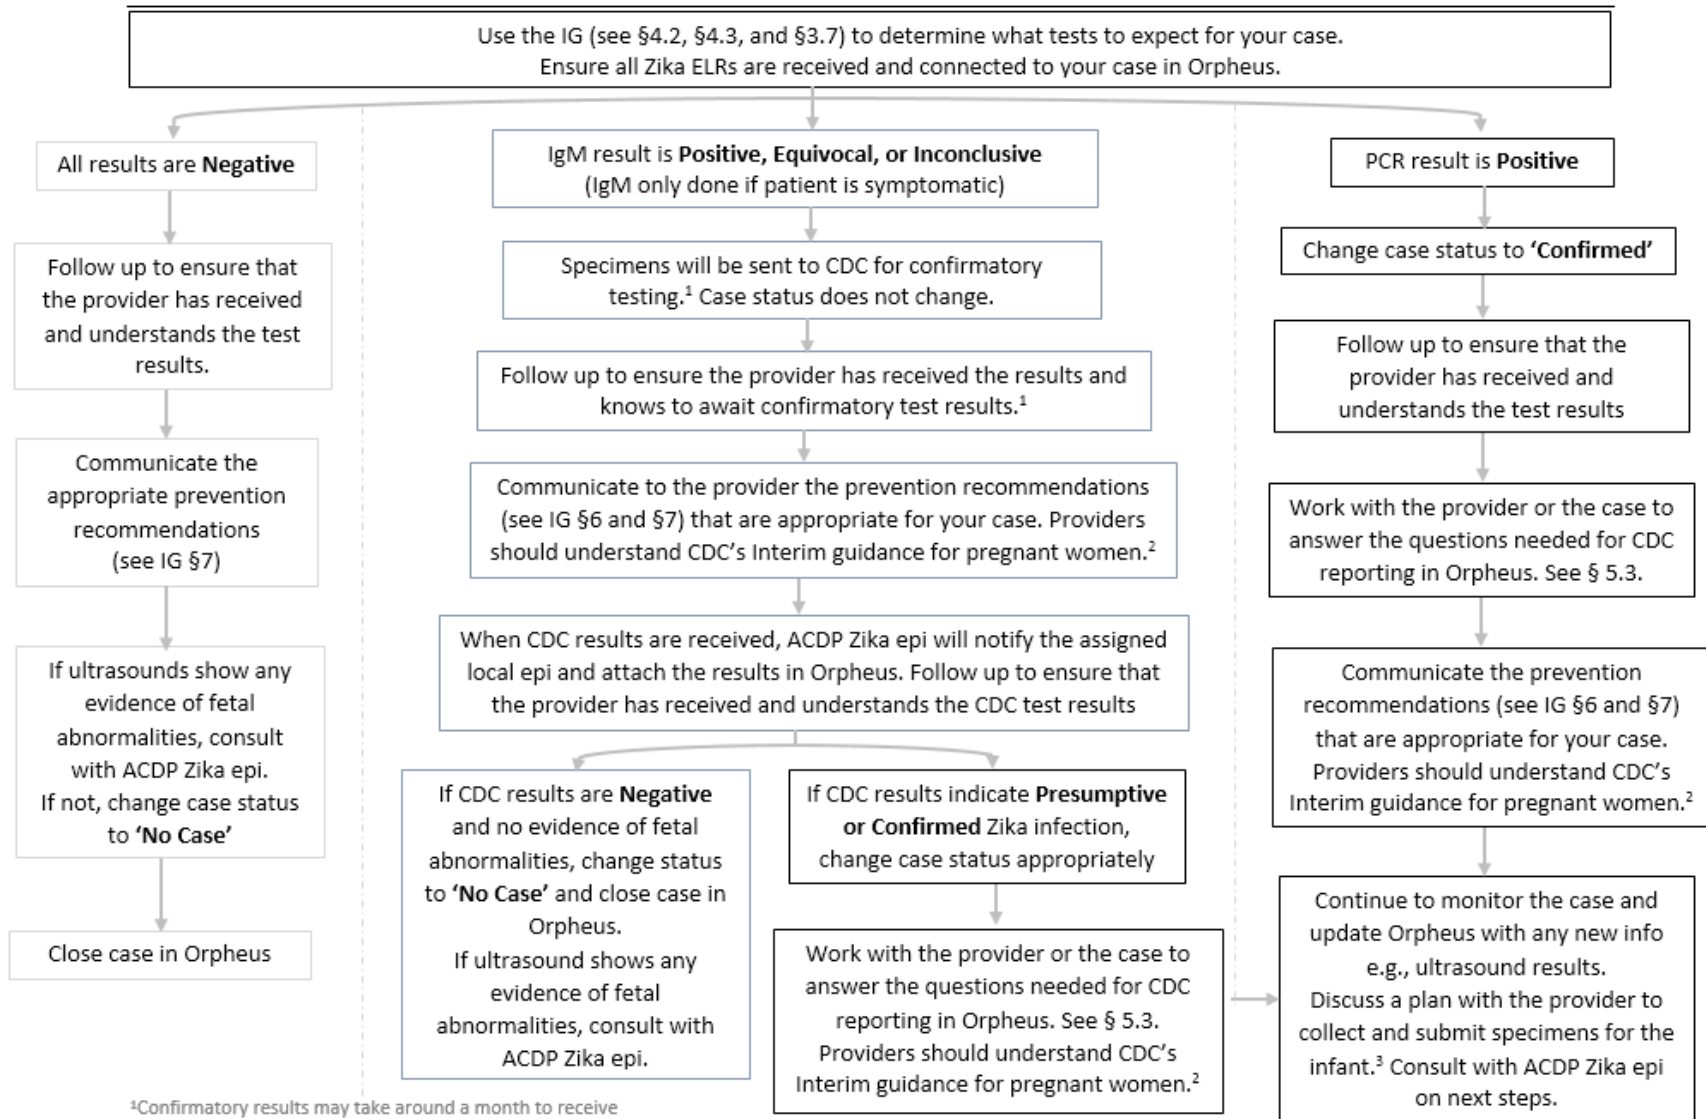 Use the IG (see §4.2, §4.3, and §3.7) to determine what tests to expect for your case.
Ensure all Zika ELRs are received and connected to your case in Orpheus.
All results are Negative
Follow up to ensure that
the provider has received
and understands the test
results.
Communicate the
appropriate prevention
recommendations
(see IG §7)
If ultrasounds show any
evidence of fetal
abnormalities, consult
with ACDP Zika epi.
If not, change case status
to ‘No Case’
Close case in Orpheus
IgM result is Positive, Equivocal, or Inconclusive
(IgM only done if patient is symptomatic)
Specimens will be sent to CDC for confirmatory
testing.¹ Case status does not change.
Follow up to ensure the provider has received the results and
knows to await confirmatory test results.¹
Communicate to the provider the prevention recommendations
(see IG §6 and §7) that are appropriate for your case. Providers
should understand CDC’s Interim guidance for pregnant women.²
When CDC results are received, ACDP Zika epi will notify the assigned
local epi and attach the results in Orpheus. Follow up to ensure that
the provider has received and understands the CDC test results
If CDC results are Negative
and no evidence of fetal
abnormalities, change status
to ‘No Case’ and close case in
Orpheus.
If ultrasound shows any
evidence of fetal
abnormalities, consult with
ACDP Zika epi.
If CDC results indicate Presumptive
or Confirmed Zika infection,
change case status appropriately
Work with the provider or the case to
answer the questions needed for CDC
reporting in Orpheus. See § 5.3.
Providers should understand CDC’s
Interim guidance for pregnant women.²
PCR result is Positive
Change case status to ‘Confirmed’
Follow up to ensure that the
provider has received and
understands the test results
Work with the provider or the case to
answer the questions needed for CDC
reporting in Orpheus. See § 5.3.
Communicate the prevention
recommendations (see IG §6 and §7)
that are appropriate for your case.
Providers should understand CDC’s
Interim guidance for pregnant women.²
Continue to monitor the case and
update Orpheus with any new info
e.g., ultrasound results.
Discuss a plan with the provider to
collect and submit specimens for the
infant.³ Consult with ACDP Zika epi
on next steps.
¹Confirmatory results may take around a month to receive